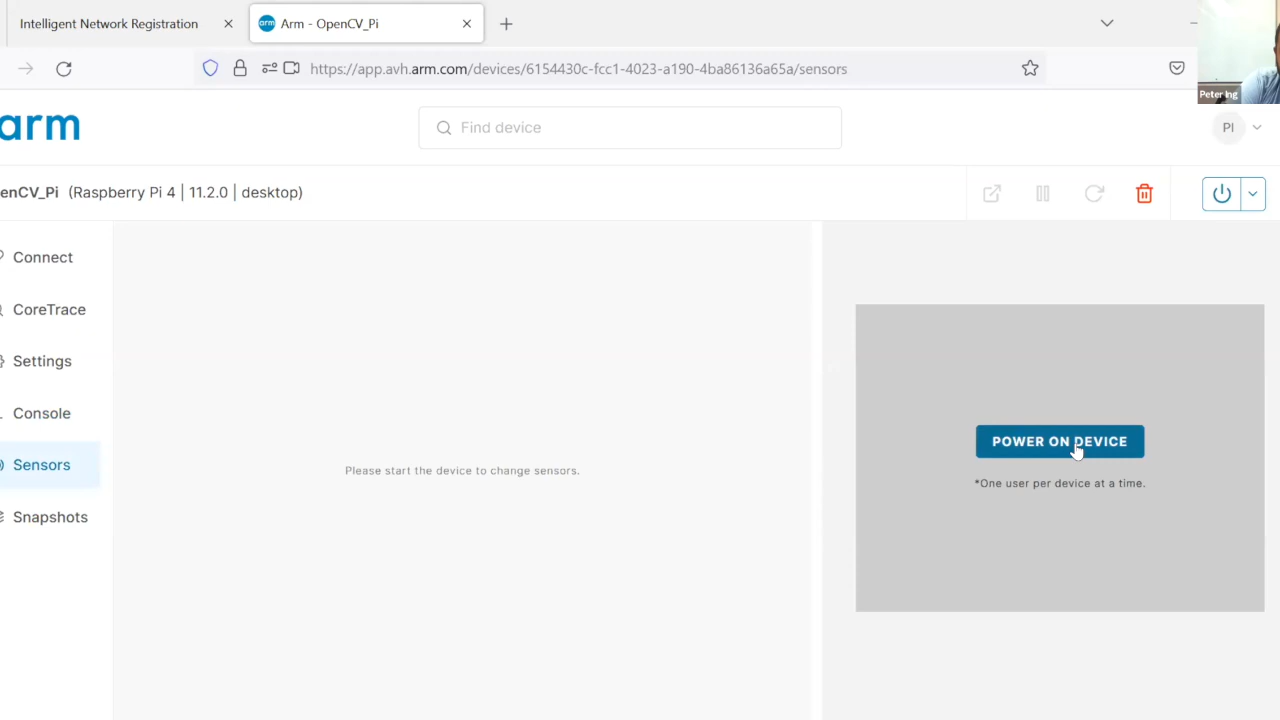 Intelligent Network Registration
arm Arm - OpenCV_Pi
https://app.avh.arm.com/devices/6154430c-fcc1-4023-a190-4ba86136a65a/sensors
Peter Ing
arm
Find device
PI
enCV_Pi (Raspberry Pi 4 | 11.2.0 | desktop)
Connect
CoreTrace
Settings
Console
Sensors
Snapshots
Please start the device to change sensors.
POWER ON DEVICE
*One user per device at a time.